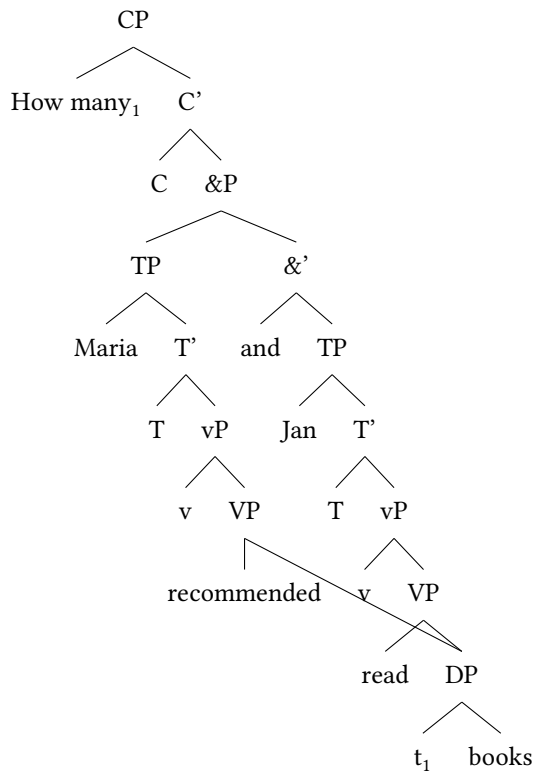 CP
How many₁ C’
C &P
TP &’
Maria T’ and TP
T vP Jan T’
v VP T vP
recommended v VP
read DP
t₁ books